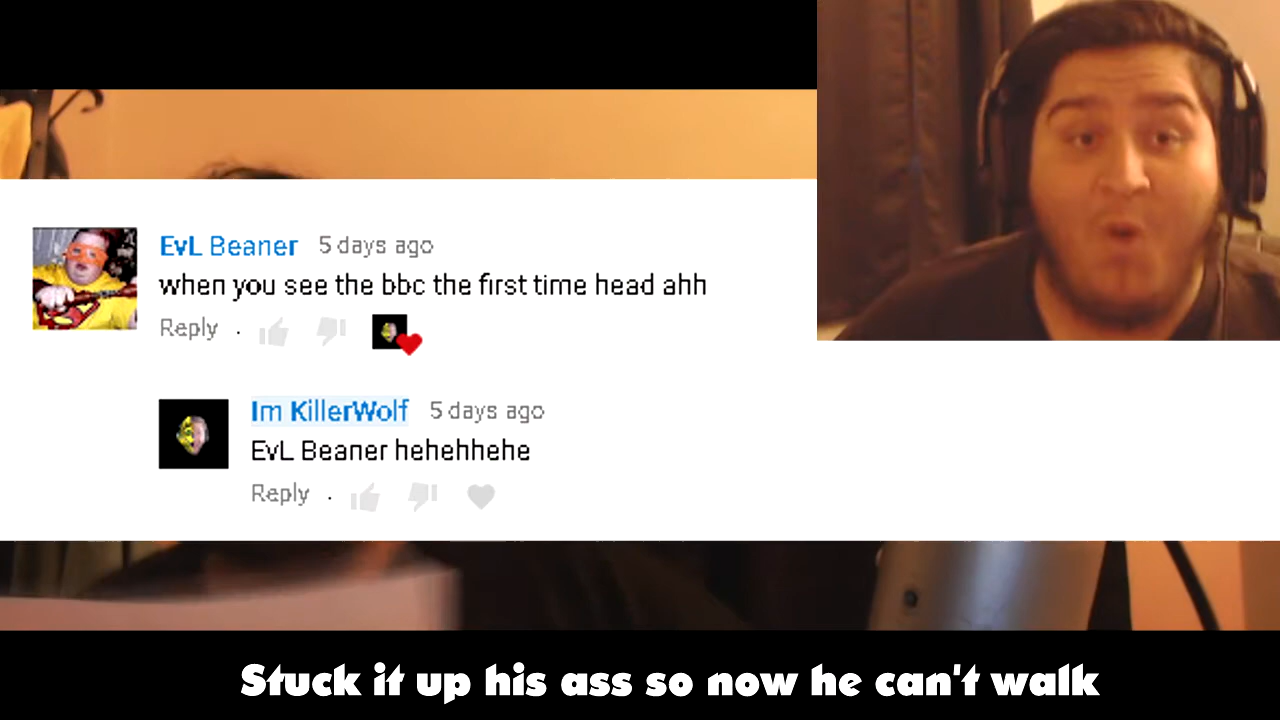 EvL Beaner 5 days ago
when you see the bbc the first time head ahh
Reply .
Im KillerWolf 5 days ago
EvL Beaner hehehhehe
Reply .
Stuck it up his ass so now he can't walk